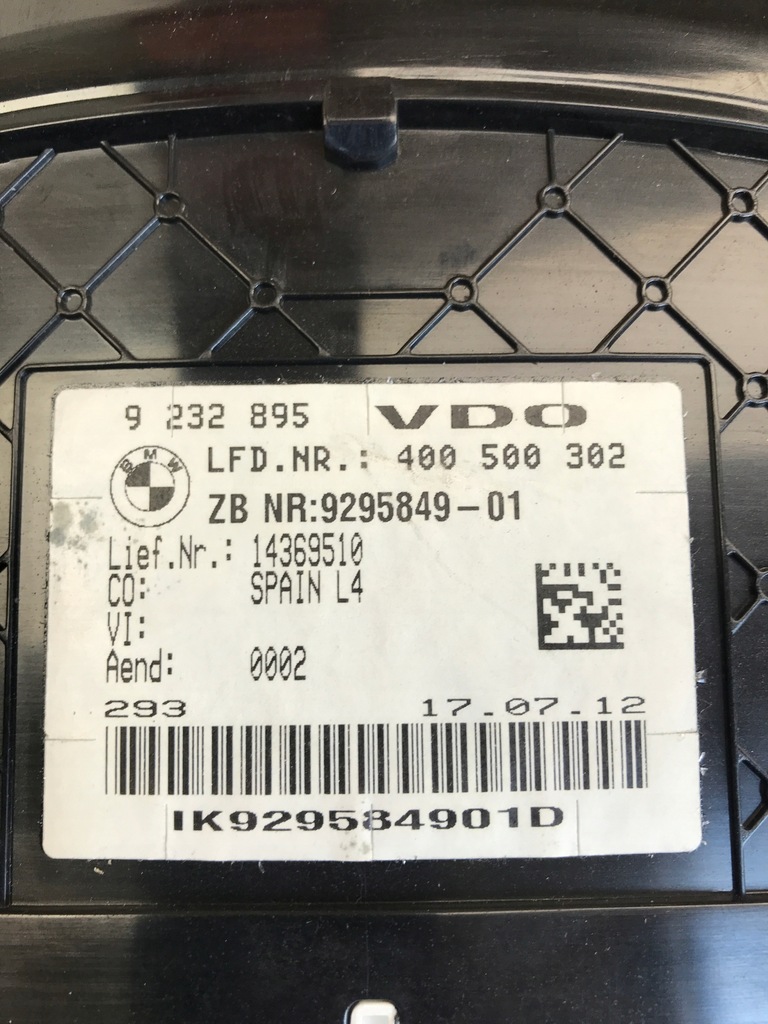 9 232 895 VDO
BMW
LFD.NR.: 400 500 302
ZB NR:9295849-01
Lief.Nr.: 14369510
CO: SPAIN L4
VI:
Aend: 0002
293 17.07.12
IK929584901D